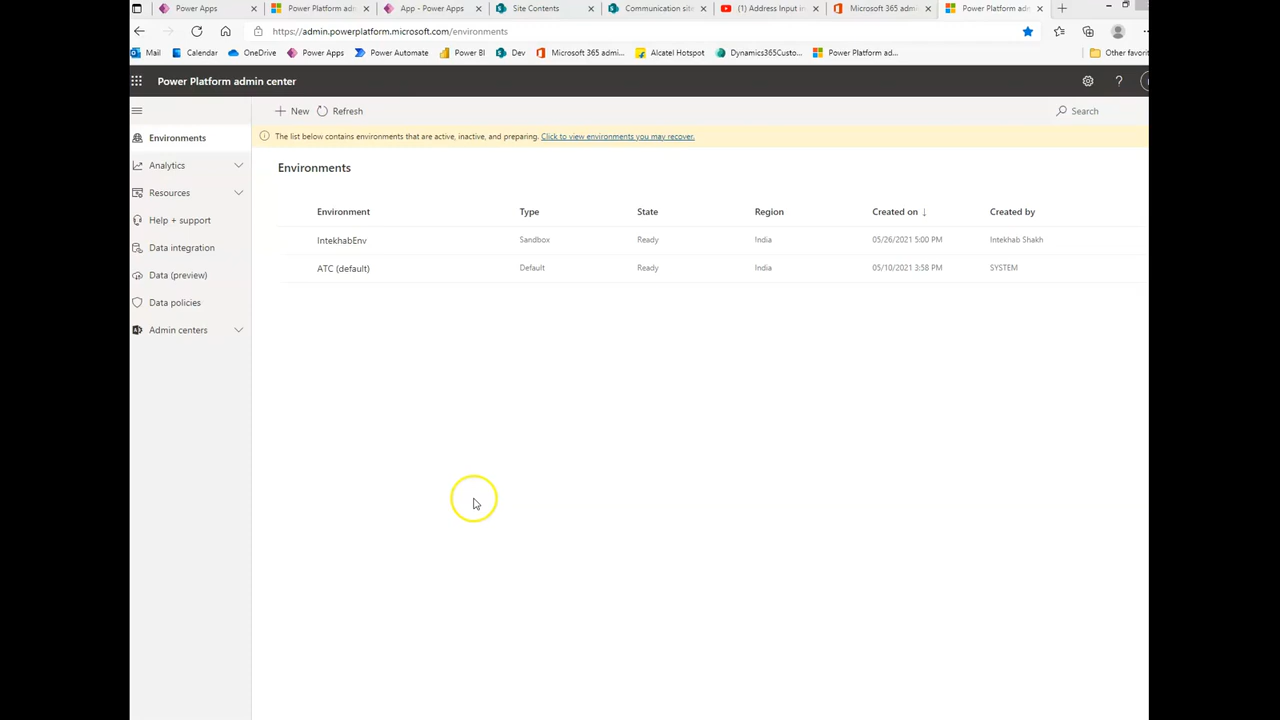 Power Apps
Power Platform adm
App - Power Apps
Site Contents
Communication site
(1) Address Input in
Microsoft 365 admi
Power Platform adm
https://admin.powerplatform.microsoft.com/environments
Mail Calendar OneDrive Power Apps Power Automate Power BI Dev Microsoft 365 admi... Alcatel Hotspot Dynamics365Custo... Power Platform ad... Other favorit
Power Platform admin center
New Refresh Search
Environments
The list below contains environments that are active, inactive, and preparing. Click to view environments you may recover.
Analytics
Resources
Help + support
Data integration
Data (preview)
Data policies
Admin centers
Environments
Environment Type State Region Created on ↓ Created by
IntekhabEnv Sandbox Ready India 05/26/2021 5:00 PM Intekhab Shakh
ATC (default) Default Ready India 05/10/2021 3:58 PM SYSTEM